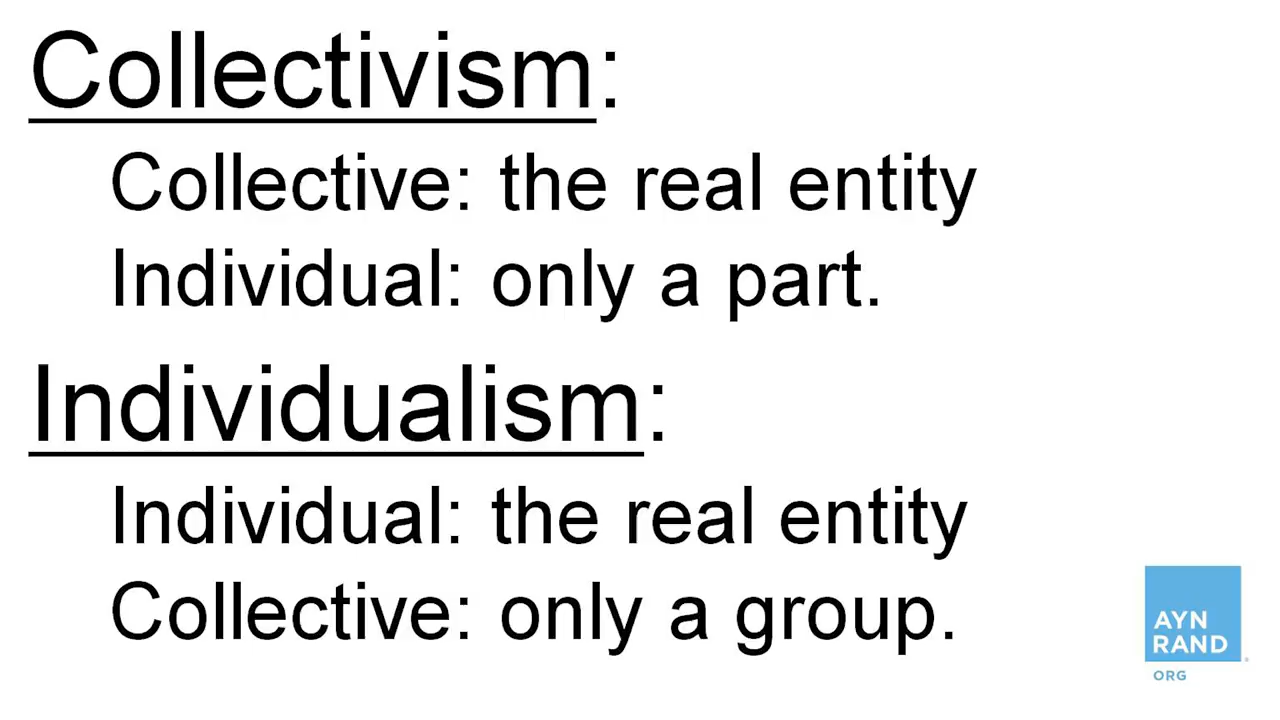 Collectivism:
Collective: the real entity
Individual: only a part.
Individualism:
Individual: the real entity
Collective: only a group.
AYN
RAND
ORG